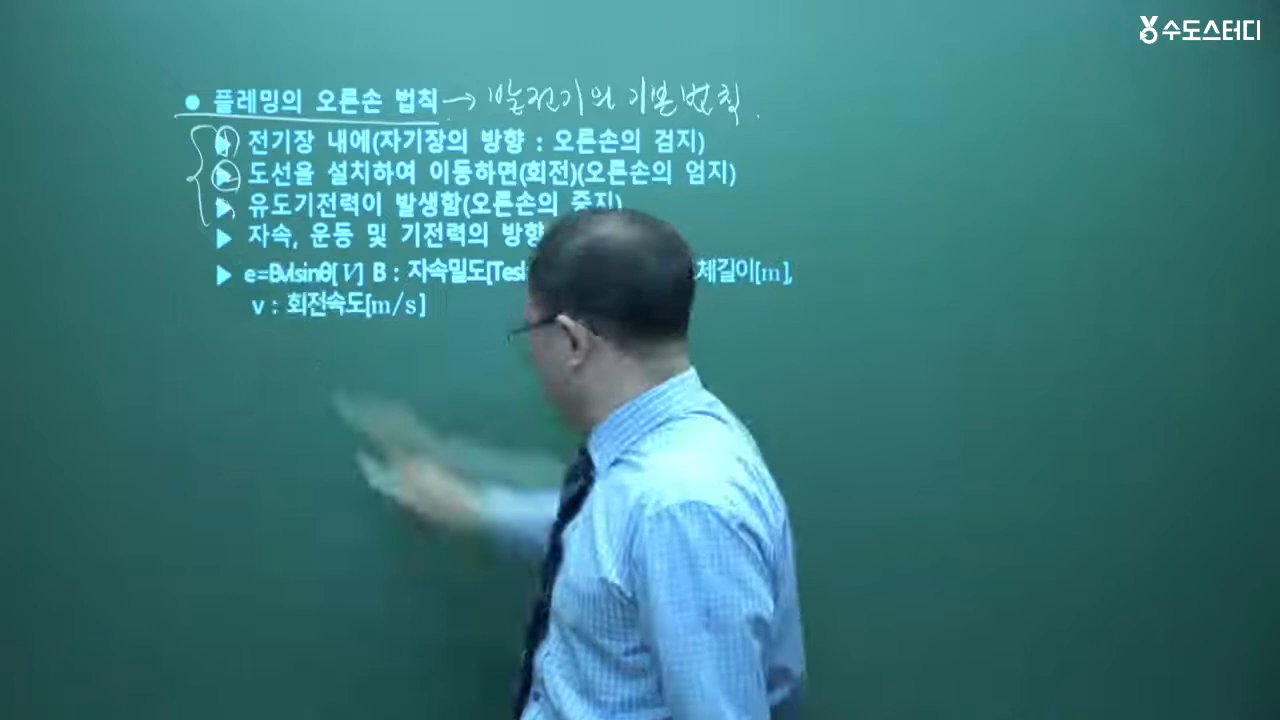 수도스터디
● 플레밍의 오른손 법칙 → 발전기의 기본법칙.
▶ 전기장 내에(자기장의 방향 : 오른손의 검지)
▶ 도선을 설치하여 이동하면(회전)(오른손의 엄지)
▶ 유도기전력이 발생함(오른손의 중지)
▶ 자속, 운동 및 기전력의 방향
▶ e=Bvlsinθ[V] B : 자속밀도[Tesl 체길이[m],
v : 회전속도[m/s]